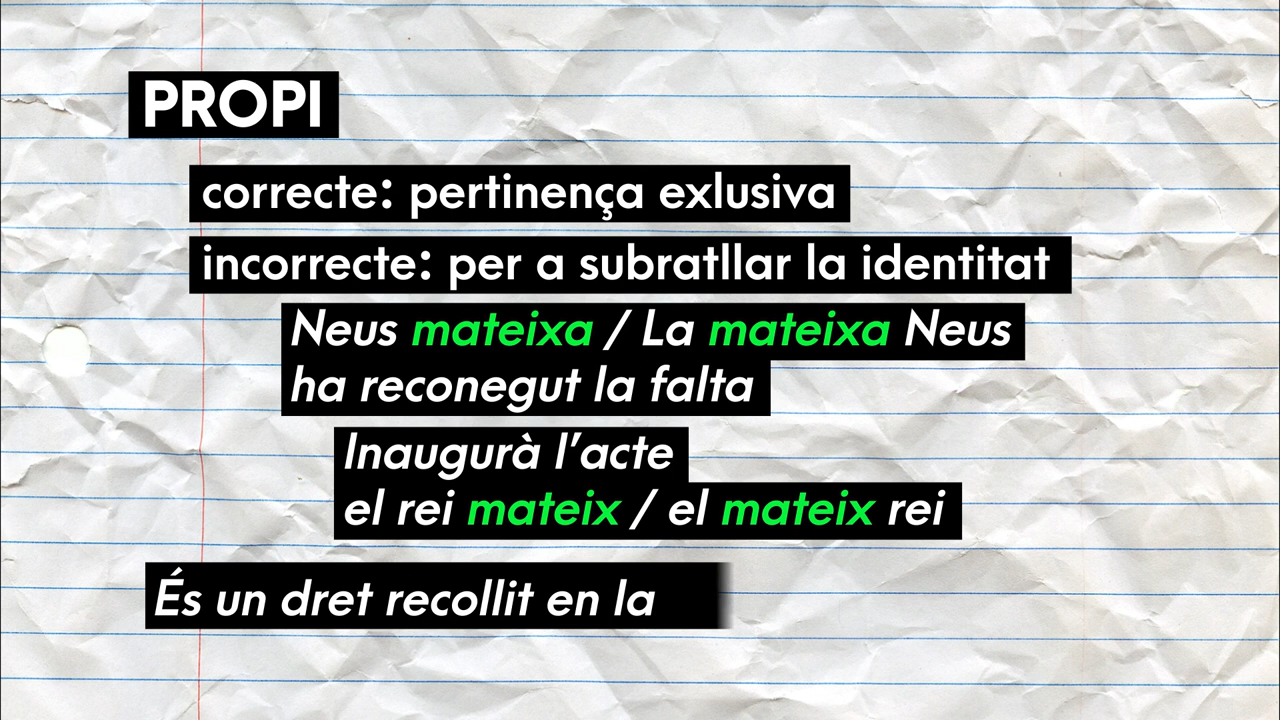 PROPI
correcte: pertinença exlusiva
incorrecte: per a subratllar la identitat
Neus mateixa / La mateixa Neus
ha reconegut la falta
Inaugurà l'acte
el rei mateix / el mateix rei
És un dret recollit en la